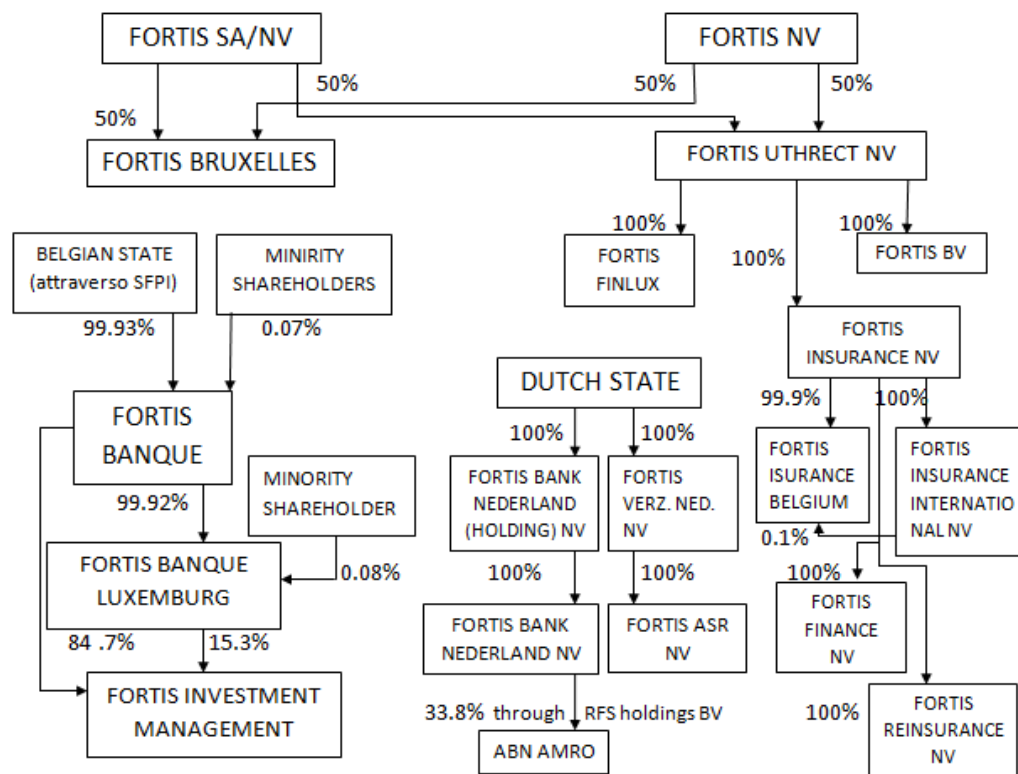 FORTIS SA/NV
FORTIS NV
50%
50%
50%
50%
FORTIS BRUXELLES
FORTIS UTHRECT NV
100%
100%
100%
FORTIS
FINLUX
FORTIS BV
BELGIAN STATE
(attraverso SFPI)
MINIRITY
SHAREHOLDERS
99.93%
0.07%
FORTIS
INSURANCE NV
DUTCH STATE
99.9%
100%
FORTIS
BANQUE
100%
100%
MINORITY
SHAREHOLDER
FORTIS BANK
NEDERLAND
(HOLDING) NV
FORTIS
VERZ. NED.
NV
FORTIS
ISURANCE
BELGIUM
FORTIS
INSURANCE
INTERNATIO
NAL NV
99.92%
0.1%
FORTIS BANQUE
LUXEMBURG
0.08%
100%
100%
100%
84 .7%
15.3%
FORTIS BANK
NEDERLAND NV
FORTIS ASR
NV
FORTIS
FINANCE
NV
FORTIS INVESTMENT
MANAGEMENT
33.8% through RFS holdings BV
100%
FORTIS
REINSURANCE
NV
ABN AMRO